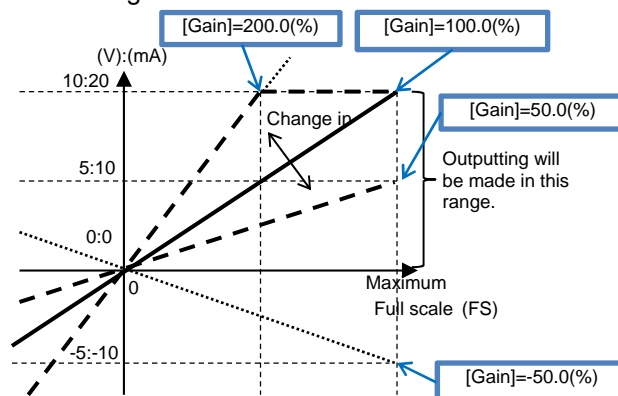 [Gain]=200.0(%)
[Gain]=100.0(%)
(V):(mA)
10:20
Change in
[Gain]=50.0(%)
5:10
Outputting will
be made in this
range.
0:0
0
Maximum
Full scale (FS)
-5:-10
[Gain]=-50.0(%)